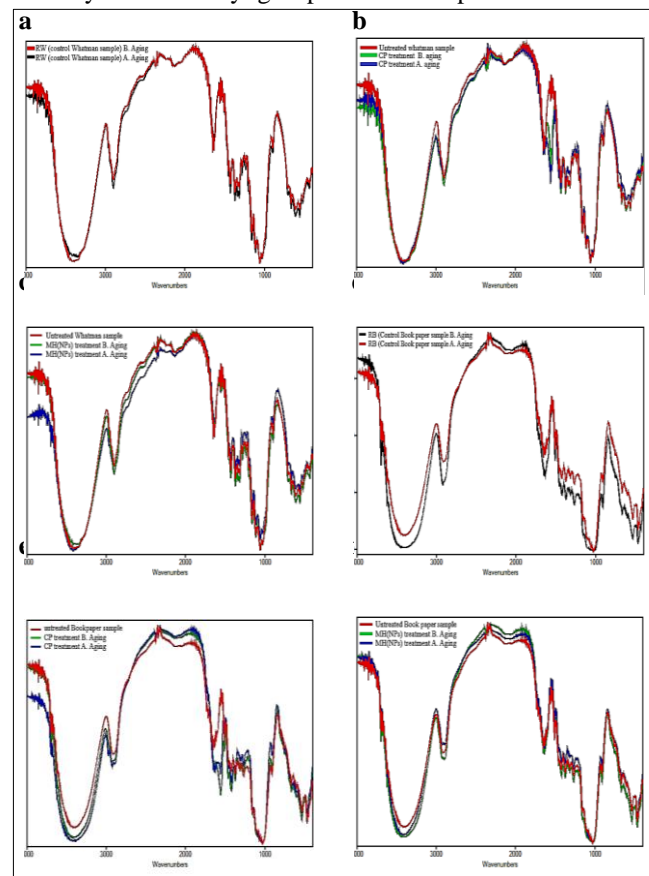 a
RW (control Whatman sample) B. Aging
RW (control Whatman sample) A. Aging
000 3000 2000 1000
Wavenumbers
b
Untreated whatman sample
CP treatment B. aging
CP treatment A. aging
000 3000 2000 1000
Wavenumbers
Untreated Whatman sample
MH(NPs) treatment B. Aging
MH(NPs) treatment A. Aging
000 3000 2000 1000
Wavenumbers
RB (Control Book paper sample B. Aging
RB (Control Book paper sample A. Aging
000 3000 2000 1000
Wavenumbers
e
untreated Bookpaper sample
CP treatment B. Aging
CP treatment A. Aging
000 3000 2000 1000
Wavenumbers
Untreated Book paper sample
MH(NPs) treatment B. Aging
MH(NPs) treatment A. Aging
000 3000 2000 1000
Wavenumbers